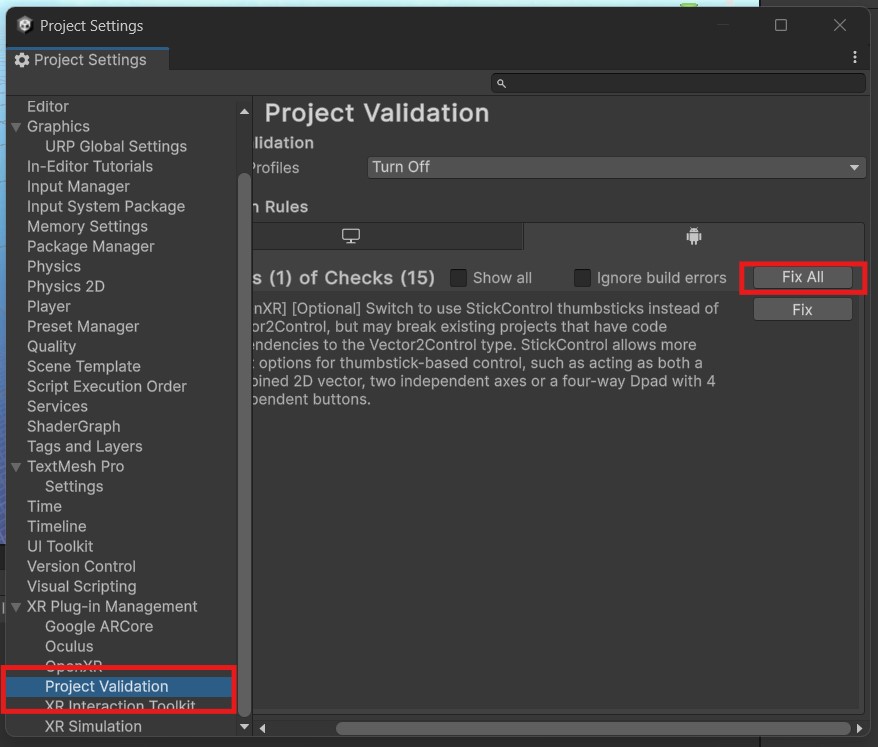 Project Settings
Project Settings
Editor
Graphics
URP Global Settings
In-Editor Tutorials
Input Manager
Input System Package
Memory Settings
Package Manager
Physics
Physics 2D
Player
Preset Manager
Quality
Scene Template
Script Execution Order
Services
ShaderGraph
Tags and Layers
TextMesh Pro
Settings
Time
Timeline
UI Toolkit
Version Control
Visual Scripting
XR Plug-in Management
Google ARCore
Oculus
OpenXR
Project Validation
XR Interaction Toolkit
XR Simulation
Project Validation
lidation
Profiles Turn Off
n Rules
s (1) of Checks (15) Show all Ignore build errors Fix All
nXR] [Optional] Switch to use StickControl thumbsticks instead of Fix
or2Control, but may break existing projects that have code
endencies to the Vector2Control type. StickControl allows more
t options for thumbstick-based control, such as acting as both a
bined 2D vector, two independent axes or a four-way Dpad with 4
pendent buttons.